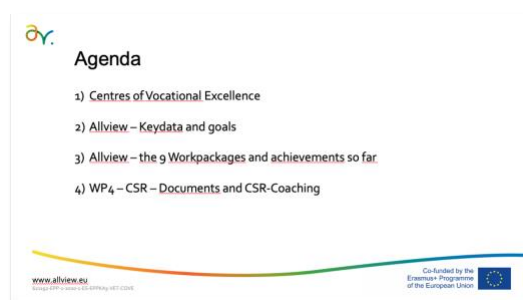 Agenda
1) Centres of Vocational Excellence
2) Allview – Keydata and goals
3) Allview – the 9 Workpackages and achievements so far
4) WP4 – CSR – Documents and CSR-Coaching
www.allview.eu
Co-funded by the
Erasmus+ Programme
of the European Union